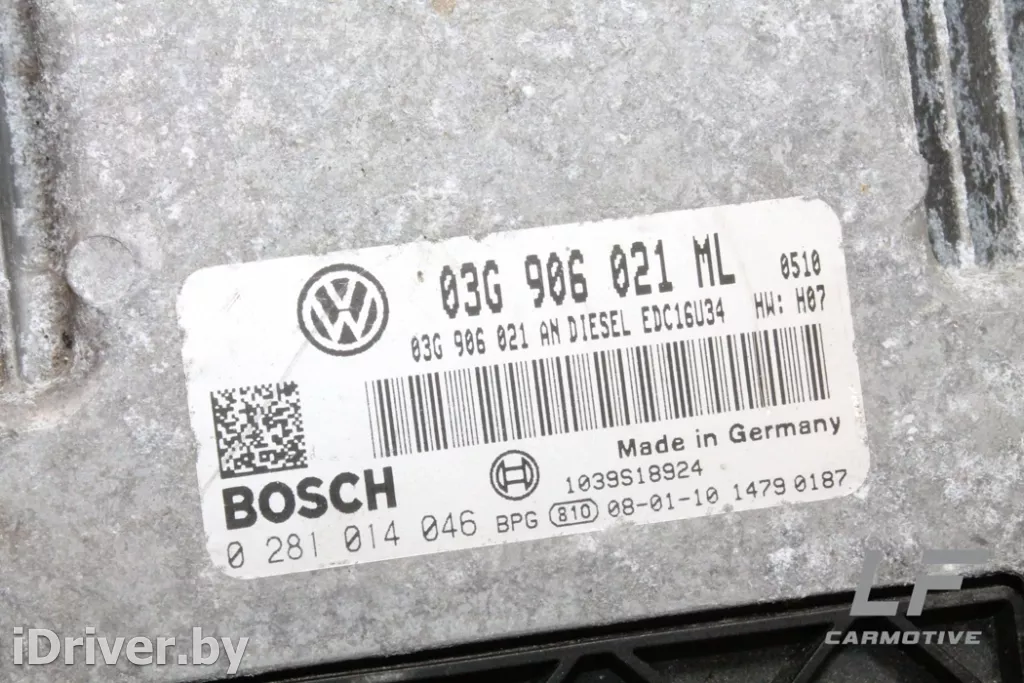 03G 906 021 ML 0510
03G 906 021 AN DIESEL EDC16U34 HW: H07
Made in Germany
BOSCH 1039S18924
0 281 014 046 BPG 810 08-01-10 1479 0187
LF
CARMOTIVE
iDriver.by